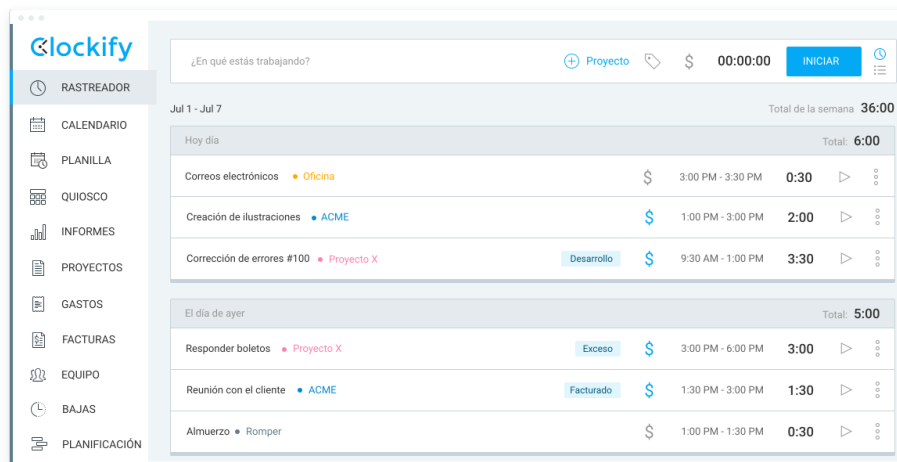 Clockify
¿En qué estás trabajando? Proyecto $ 00:00:00 INICIAR
RASTREADOR
CALENDARIO
PLANILLA
QUIOSCO
INFORMES
PROYECTOS
GASTOS
FACTURAS
EQUIPO
BAJAS
PLANIFICACIÓN
Jul 1 - Jul 7 Total de la semana 36:00
Hoy día Total: 6:00
Correos electrónicos • Oficina $ 3:00 PM - 3:30 PM 0:30
Creación de ilustraciones • ACME $ 1:00 PM - 3:00 PM 2:00
Corrección de errores #100 • Proyecto X Desarrollo $ 9:30 AM - 1:00 PM 3:30
El día de ayer Total: 5:00
Responder boletos • Proyecto X Exceso $ 3:00 PM - 6:00 PM 3:00
Reunión con el cliente • ACME Facturado $ 1:30 PM - 3:00 PM 1:30
Almuerzo • Romper $ 1:00 PM - 1:30 PM 0:30